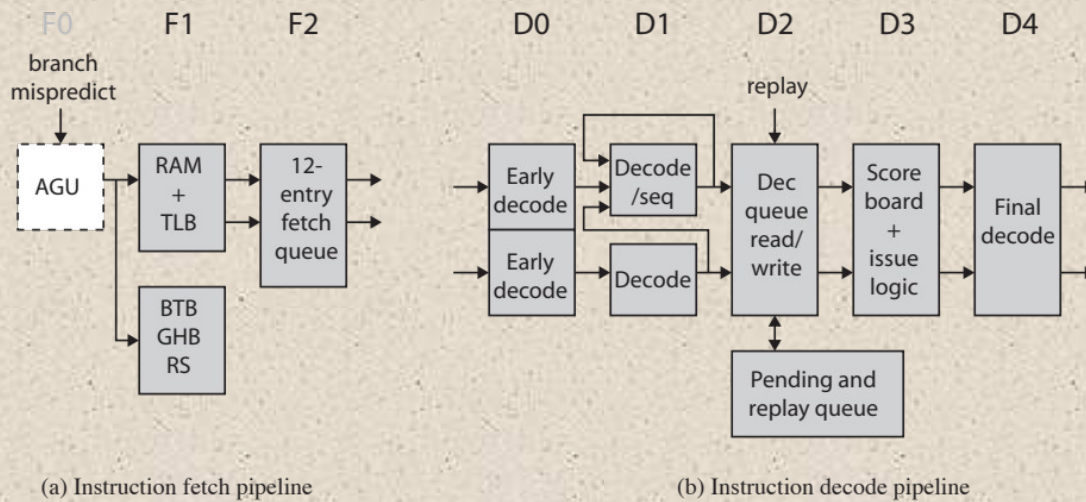 F0
F1
F2
branch
mispredict
AGU
RAM
+
TLB
12-
entry
fetch
queue
BTB
GHB
RS
(a) Instruction fetch pipeline
D0
D1
D2
D3
D4
replay
Early
decode
Early
decode
Decode
/seq
Decode
Dec
queue
read/
write
Score
board
+
issue
logic
Final
decode
Pending and
replay queue
(b) Instruction decode pipeline